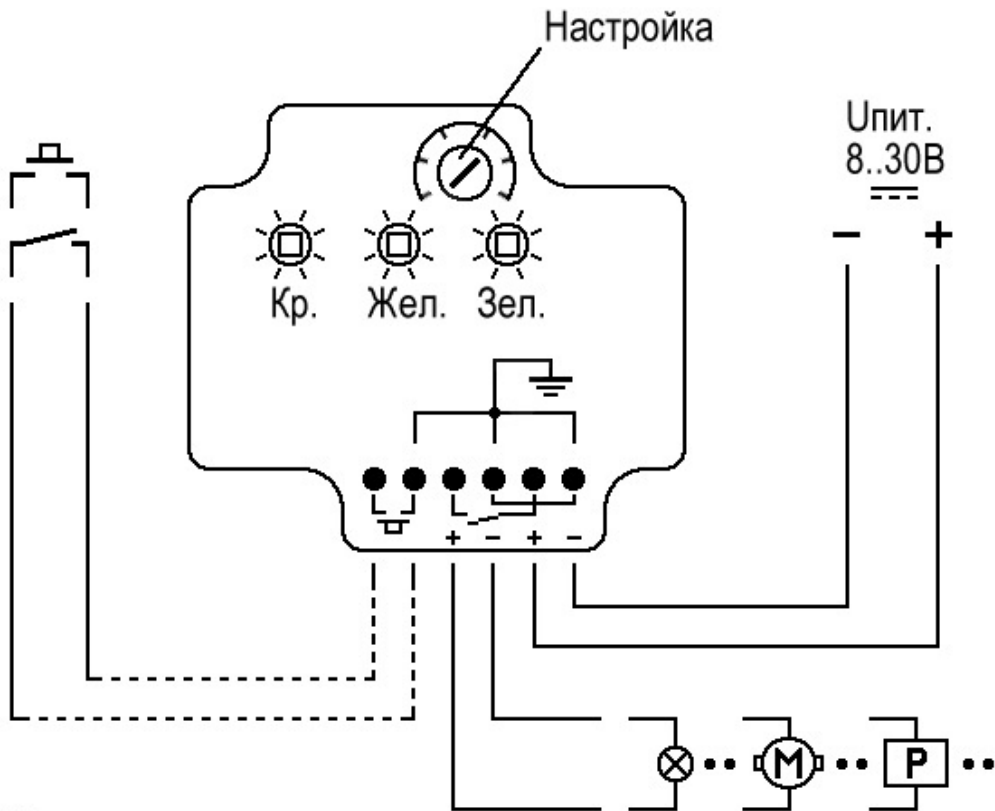 Настройка
Uпит.
8..30В
− +
Кр. Жел. Зел.
+ − + −
М Р